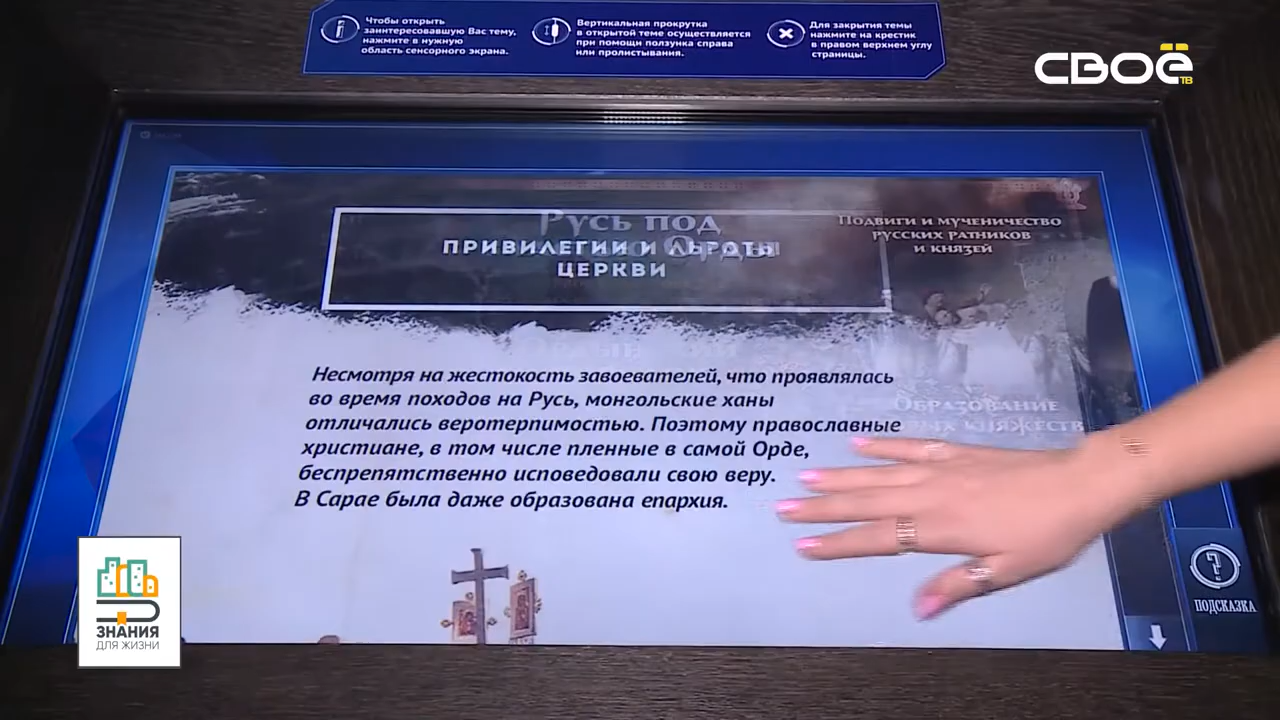 Чтобы открыть
заинтересовавшую Вас тему,
нажмите в нужную
область сенсорного экрана.
Вертикальная прокрутка
в открытой теме осуществляется
при помощи ползунка справа
или пролистывания.
Для закрытия темы
нажмите на крестик
в правом верхнем углу
страницы.
СВОЁ
ТВ
Русь под
Орды
ПРИВИЛЕГИИ И ЛЬГОТЫ
ЦЕРКВИ
Подвиги и мученичество
русских ратников
и князей
Несмотря на жестокость завоевателей, что проявлялась
во время походов на Русь, монгольские ханы
отличались веротерпимостью. Поэтому православные
христиане, в том числе пленные в самой Орде,
беспрепятственно исповедовали свою веру.
В Сарае была даже образована епархия.
Образование
ПОДСКАЗКА
ЗНАНИЯ
ДЛЯ ЖИЗНИ